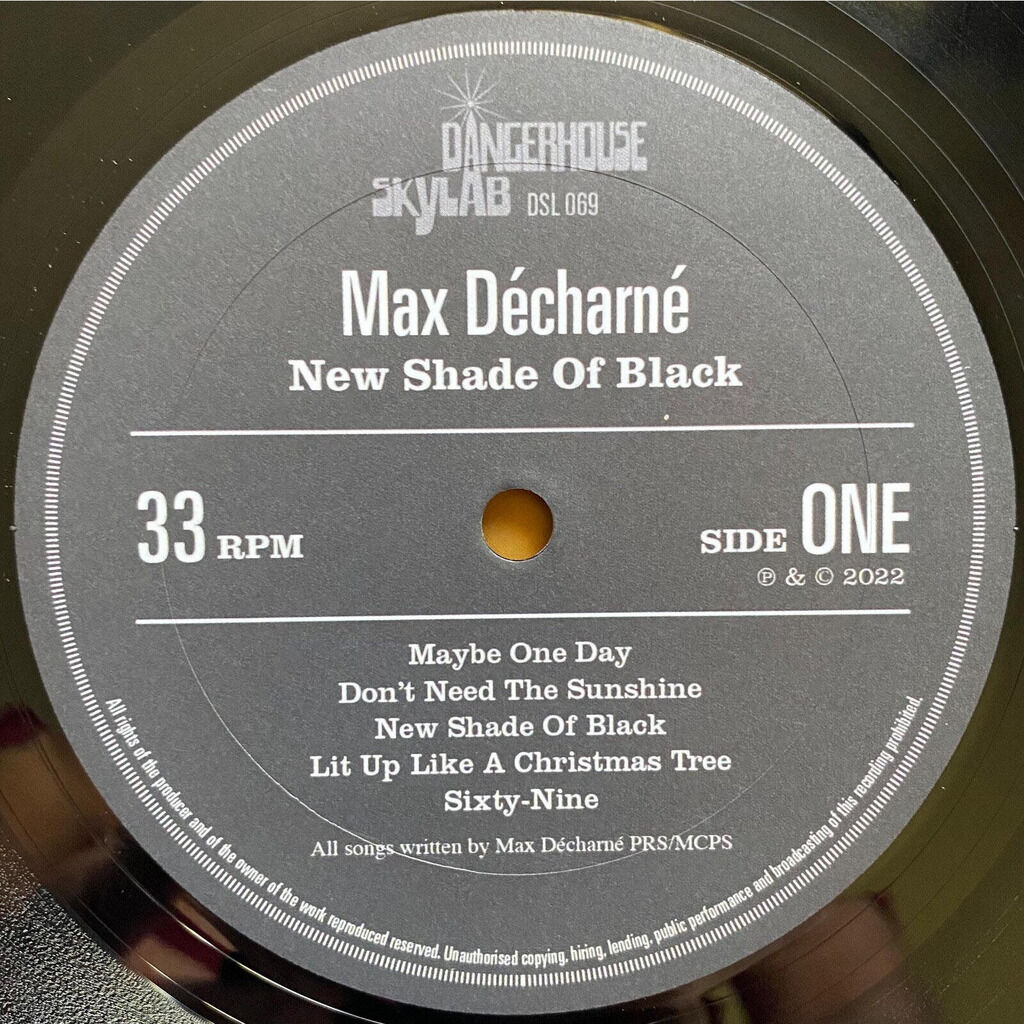 DANGERHOUSE
SKYLAB DSL 069
Max Décharné
New Shade Of Black
33 RPM
SIDE ONE
℗ & © 2022
Maybe One Day
Don't Need The Sunshine
New Shade Of Black
Lit Up Like A Christmas Tree
Sixty-Nine
All songs written by Max Décharné PRS/MCPS
All rights of the producer and of the owner of the work reproduced reserved. Unauthorised copying, hiring, lending, public performance and broadcasting of this recording prohibited.